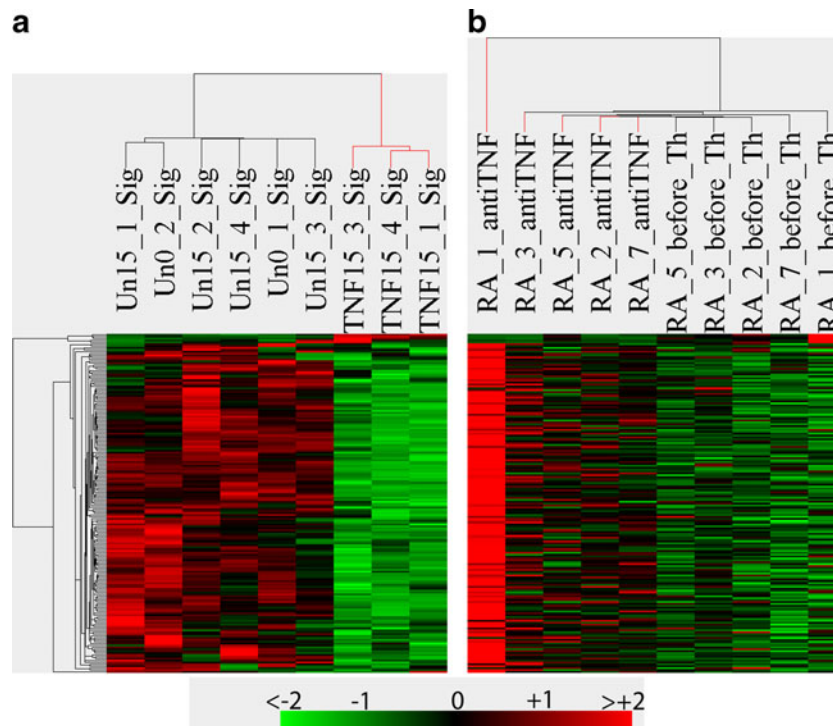 a
b
Un15_1_Sig
Un0_2_Sig
Un15_2_Sig
Un15_4_Sig
Un0_1_Sig
Un15_3_Sig
TNF15_3_Sig
TNF15_4_Sig
TNF15_1_Sig
RA_1_antiTNF
RA_3_antiTNF
RA_5_antiTNF
RA_2_antiTNF
RA_7_antiTNF
RA_5_before_Th
RA_3_before_Th
RA_2_before_Th
RA_7_before_Th
RA_1_before_Th
<-2 -1 0 +1 >+2